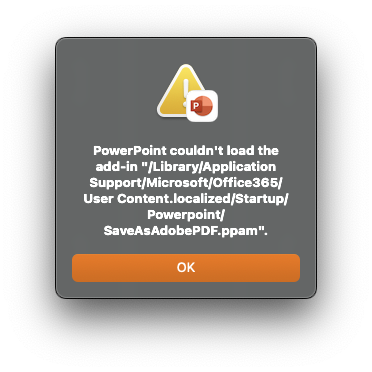 P
PowerPoint couldn't load the
add-in "/Library/Application
Support/Microsoft/Office365/
User Content.localized/Startup/
Powerpoint/
SaveAsAdobePDF.ppam".
OK